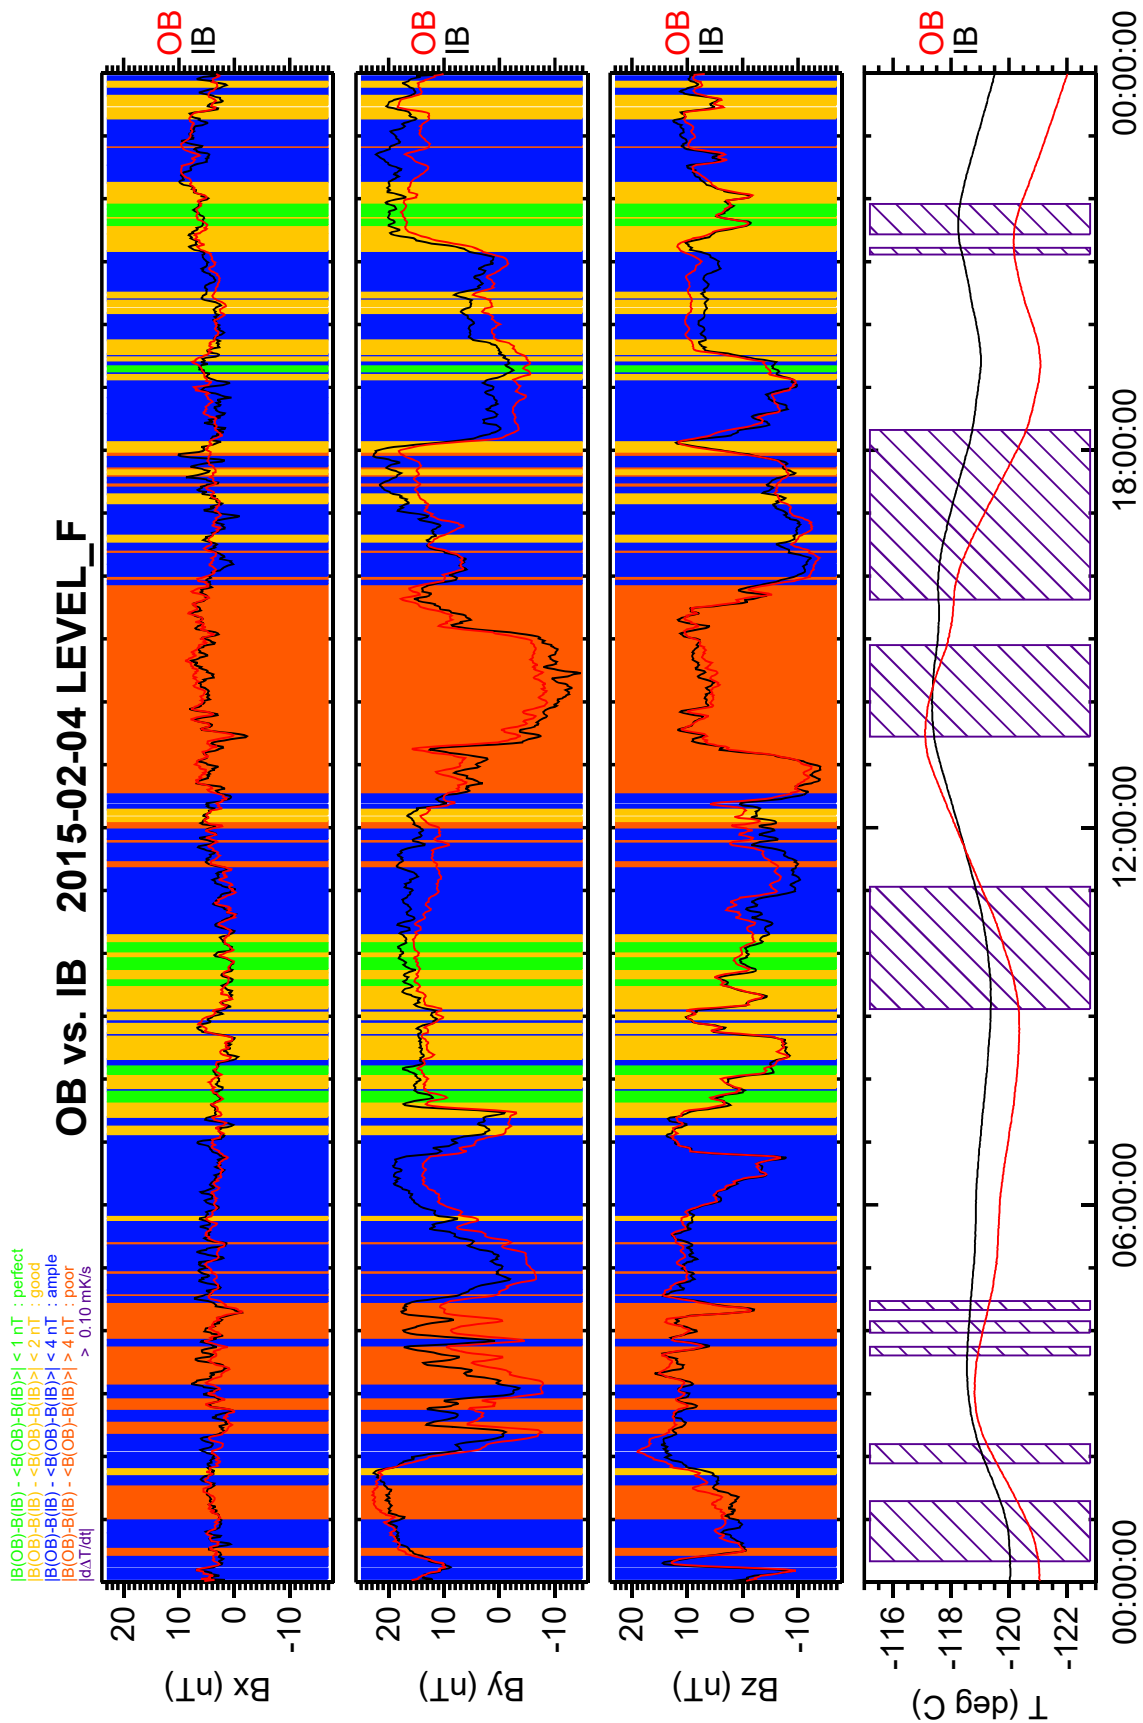 OB vs. IB 2015-02-04 LEVEL_F
|B(OB)-B(IB) - <B(OB)-B(IB)>| < 1 nT : perfect
|B(OB)-B(IB) - <B(OB)-B(IB)>| < 2 nT : good
|B(OB)-B(IB) - <B(OB)-B(IB)>| < 4 nT : ample
|B(OB)-B(IB) - <B(OB)-B(IB)>| > 4 nT : poor
|dΔT/dt| > 0.10 mK/s
Bx (nT)
20
10
0
-10
OB
IB
By (nT)
20
10
0
-10
OB
IB
Bz (nT)
20
10
0
-10
OB
IB
T (deg C)
-116
-118
-120
-122
OB
IB
00:00:00
06:00:00
12:00:00
18:00:00
00:00:00